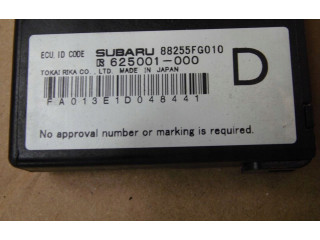 ECU. ID CODE SUBARU 88255FG010
625001-000
TOKAI RIKA CO., LTD. MADE IN JAPAN
D
FA013E1D048441
No approval number or marking is required.